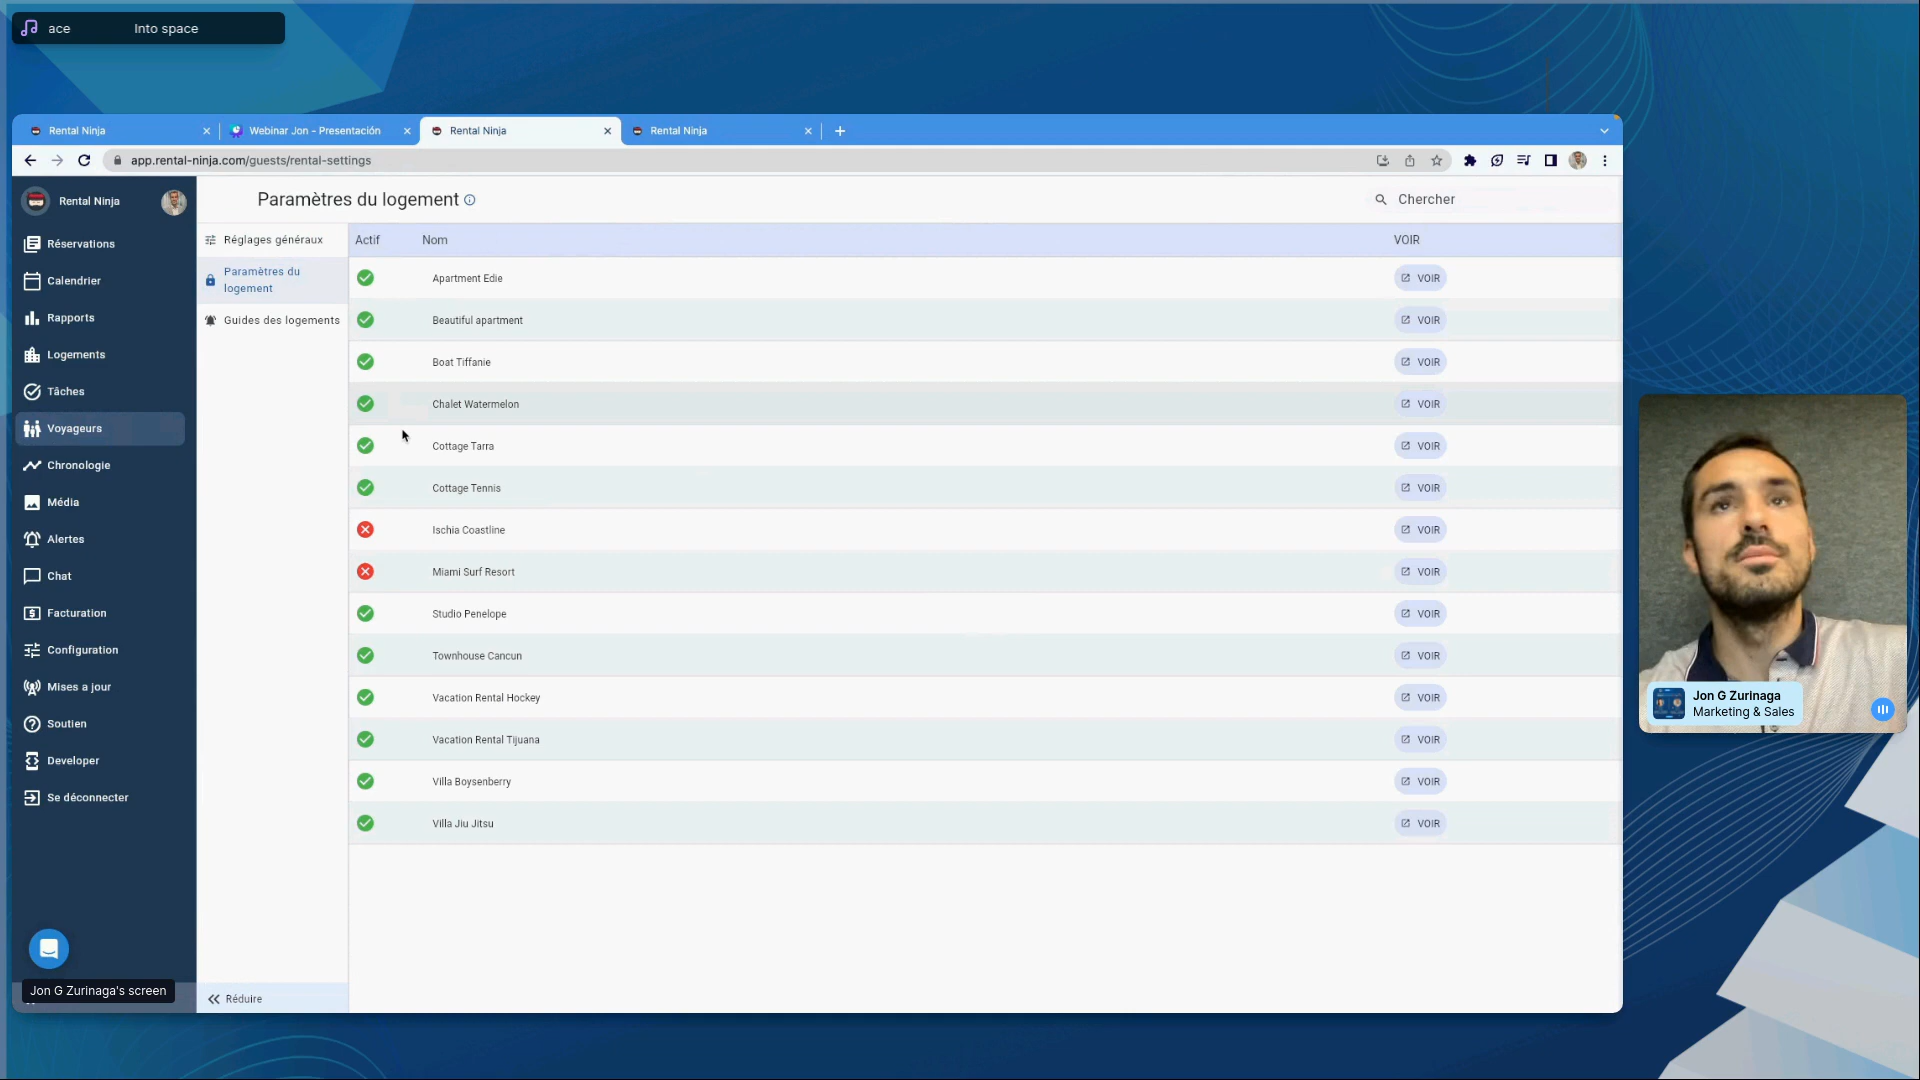 ace Into space
Rental Ninja
Webinar Jon - Presentación
Rental Ninja
Rental Ninja
app.rental-ninja.com/guests/rental-settings
Rental Ninja
Réservations
Calendrier
Rapports
Logements
Tâches
Voyageurs
Chronologie
Média
Alertes
Chat
Facturation
Configuration
Mises a jour
Soutien
Developer
Se déconnecter
Jon G Zurinaga's screen
Paramètres du logement
Chercher
Réglages généraux
Paramètres du
logement
Guides des logements
Réduire
Actif Nom VOIR
Apartment Edie VOIR
Beautiful apartment VOIR
Boat Tiffanie VOIR
Chalet Watermelon VOIR
Cottage Tarra VOIR
Cottage Tennis VOIR
Ischia Coastline VOIR
Miami Surf Resort VOIR
Studio Penelope VOIR
Townhouse Cancun VOIR
Vacation Rental Hockey VOIR
Vacation Rental Tijuana VOIR
Villa Boysenberry VOIR
Villa Jiu Jitsu VOIR
Jon G Zurinaga
Marketing & Sales